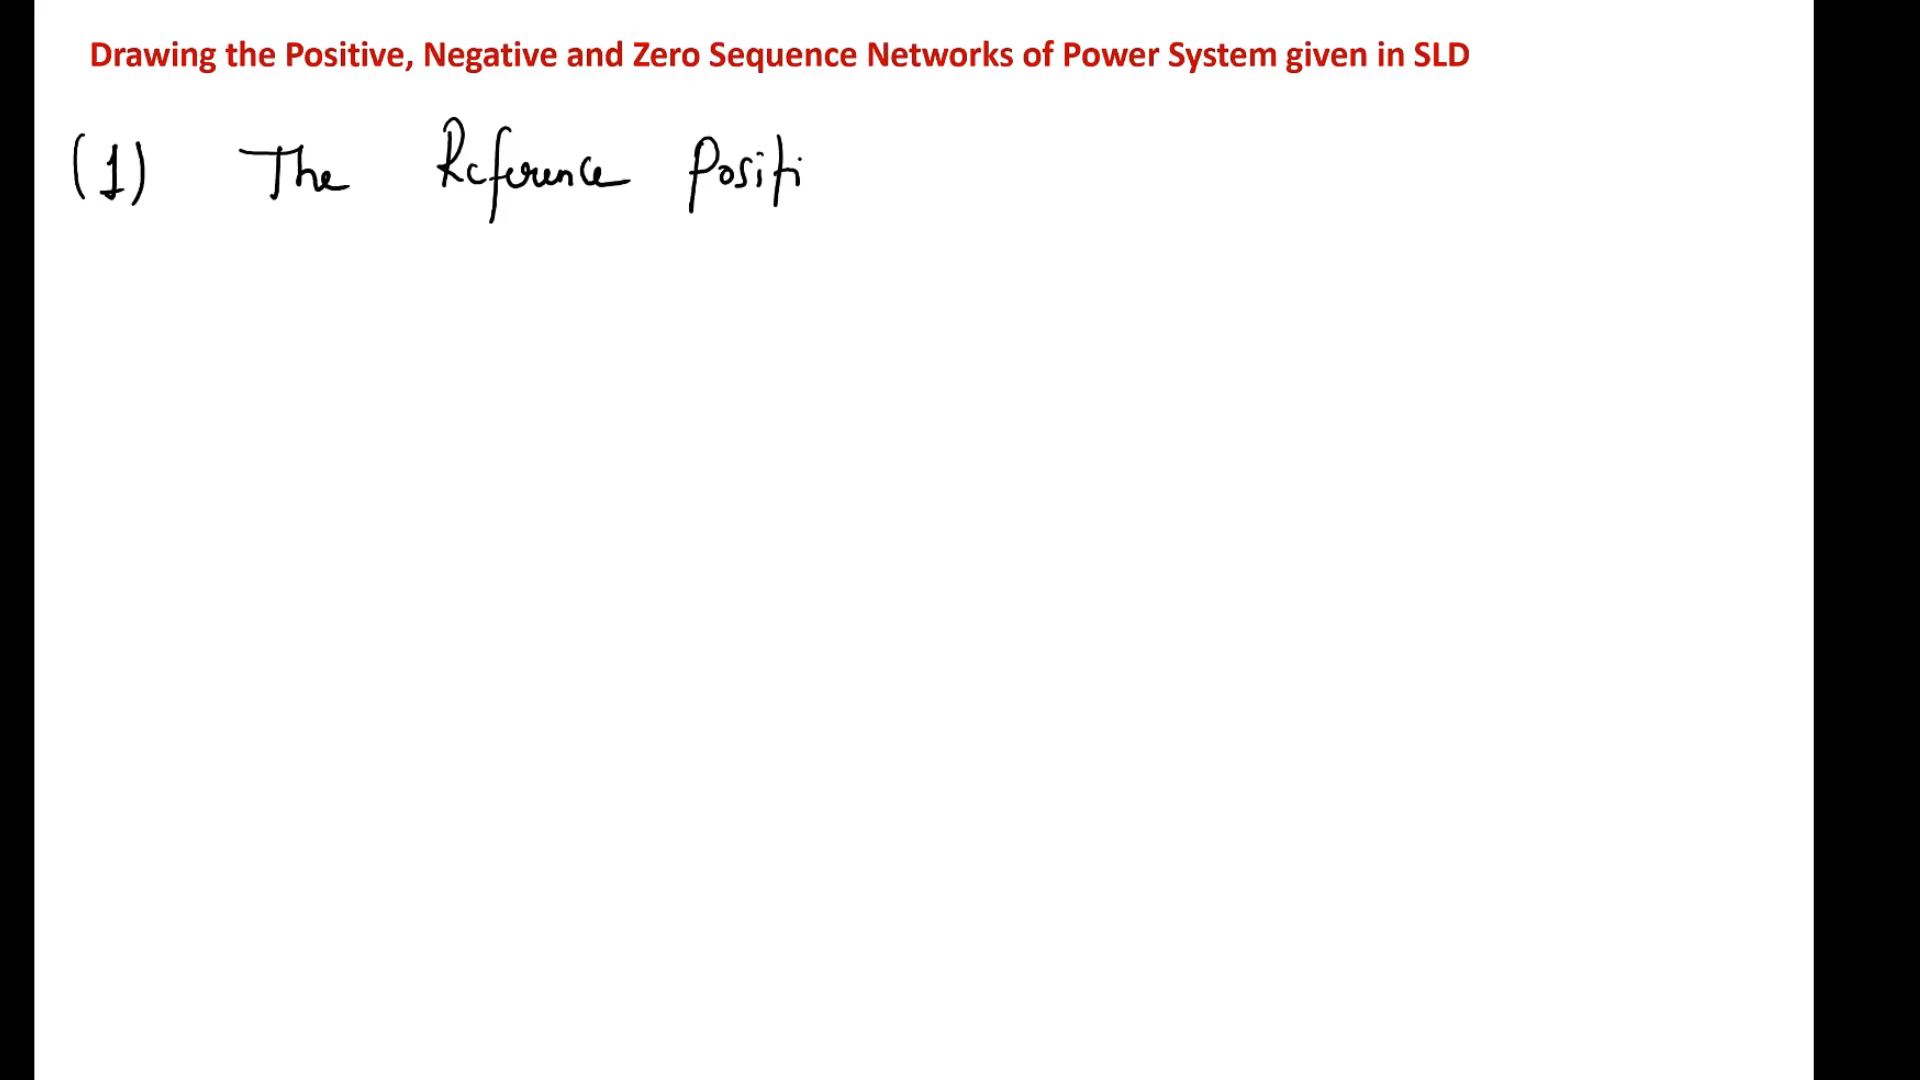 Drawing the Positive, Negative and Zero Sequence Networks of Power System given in SLD
(1) The Reference Positi